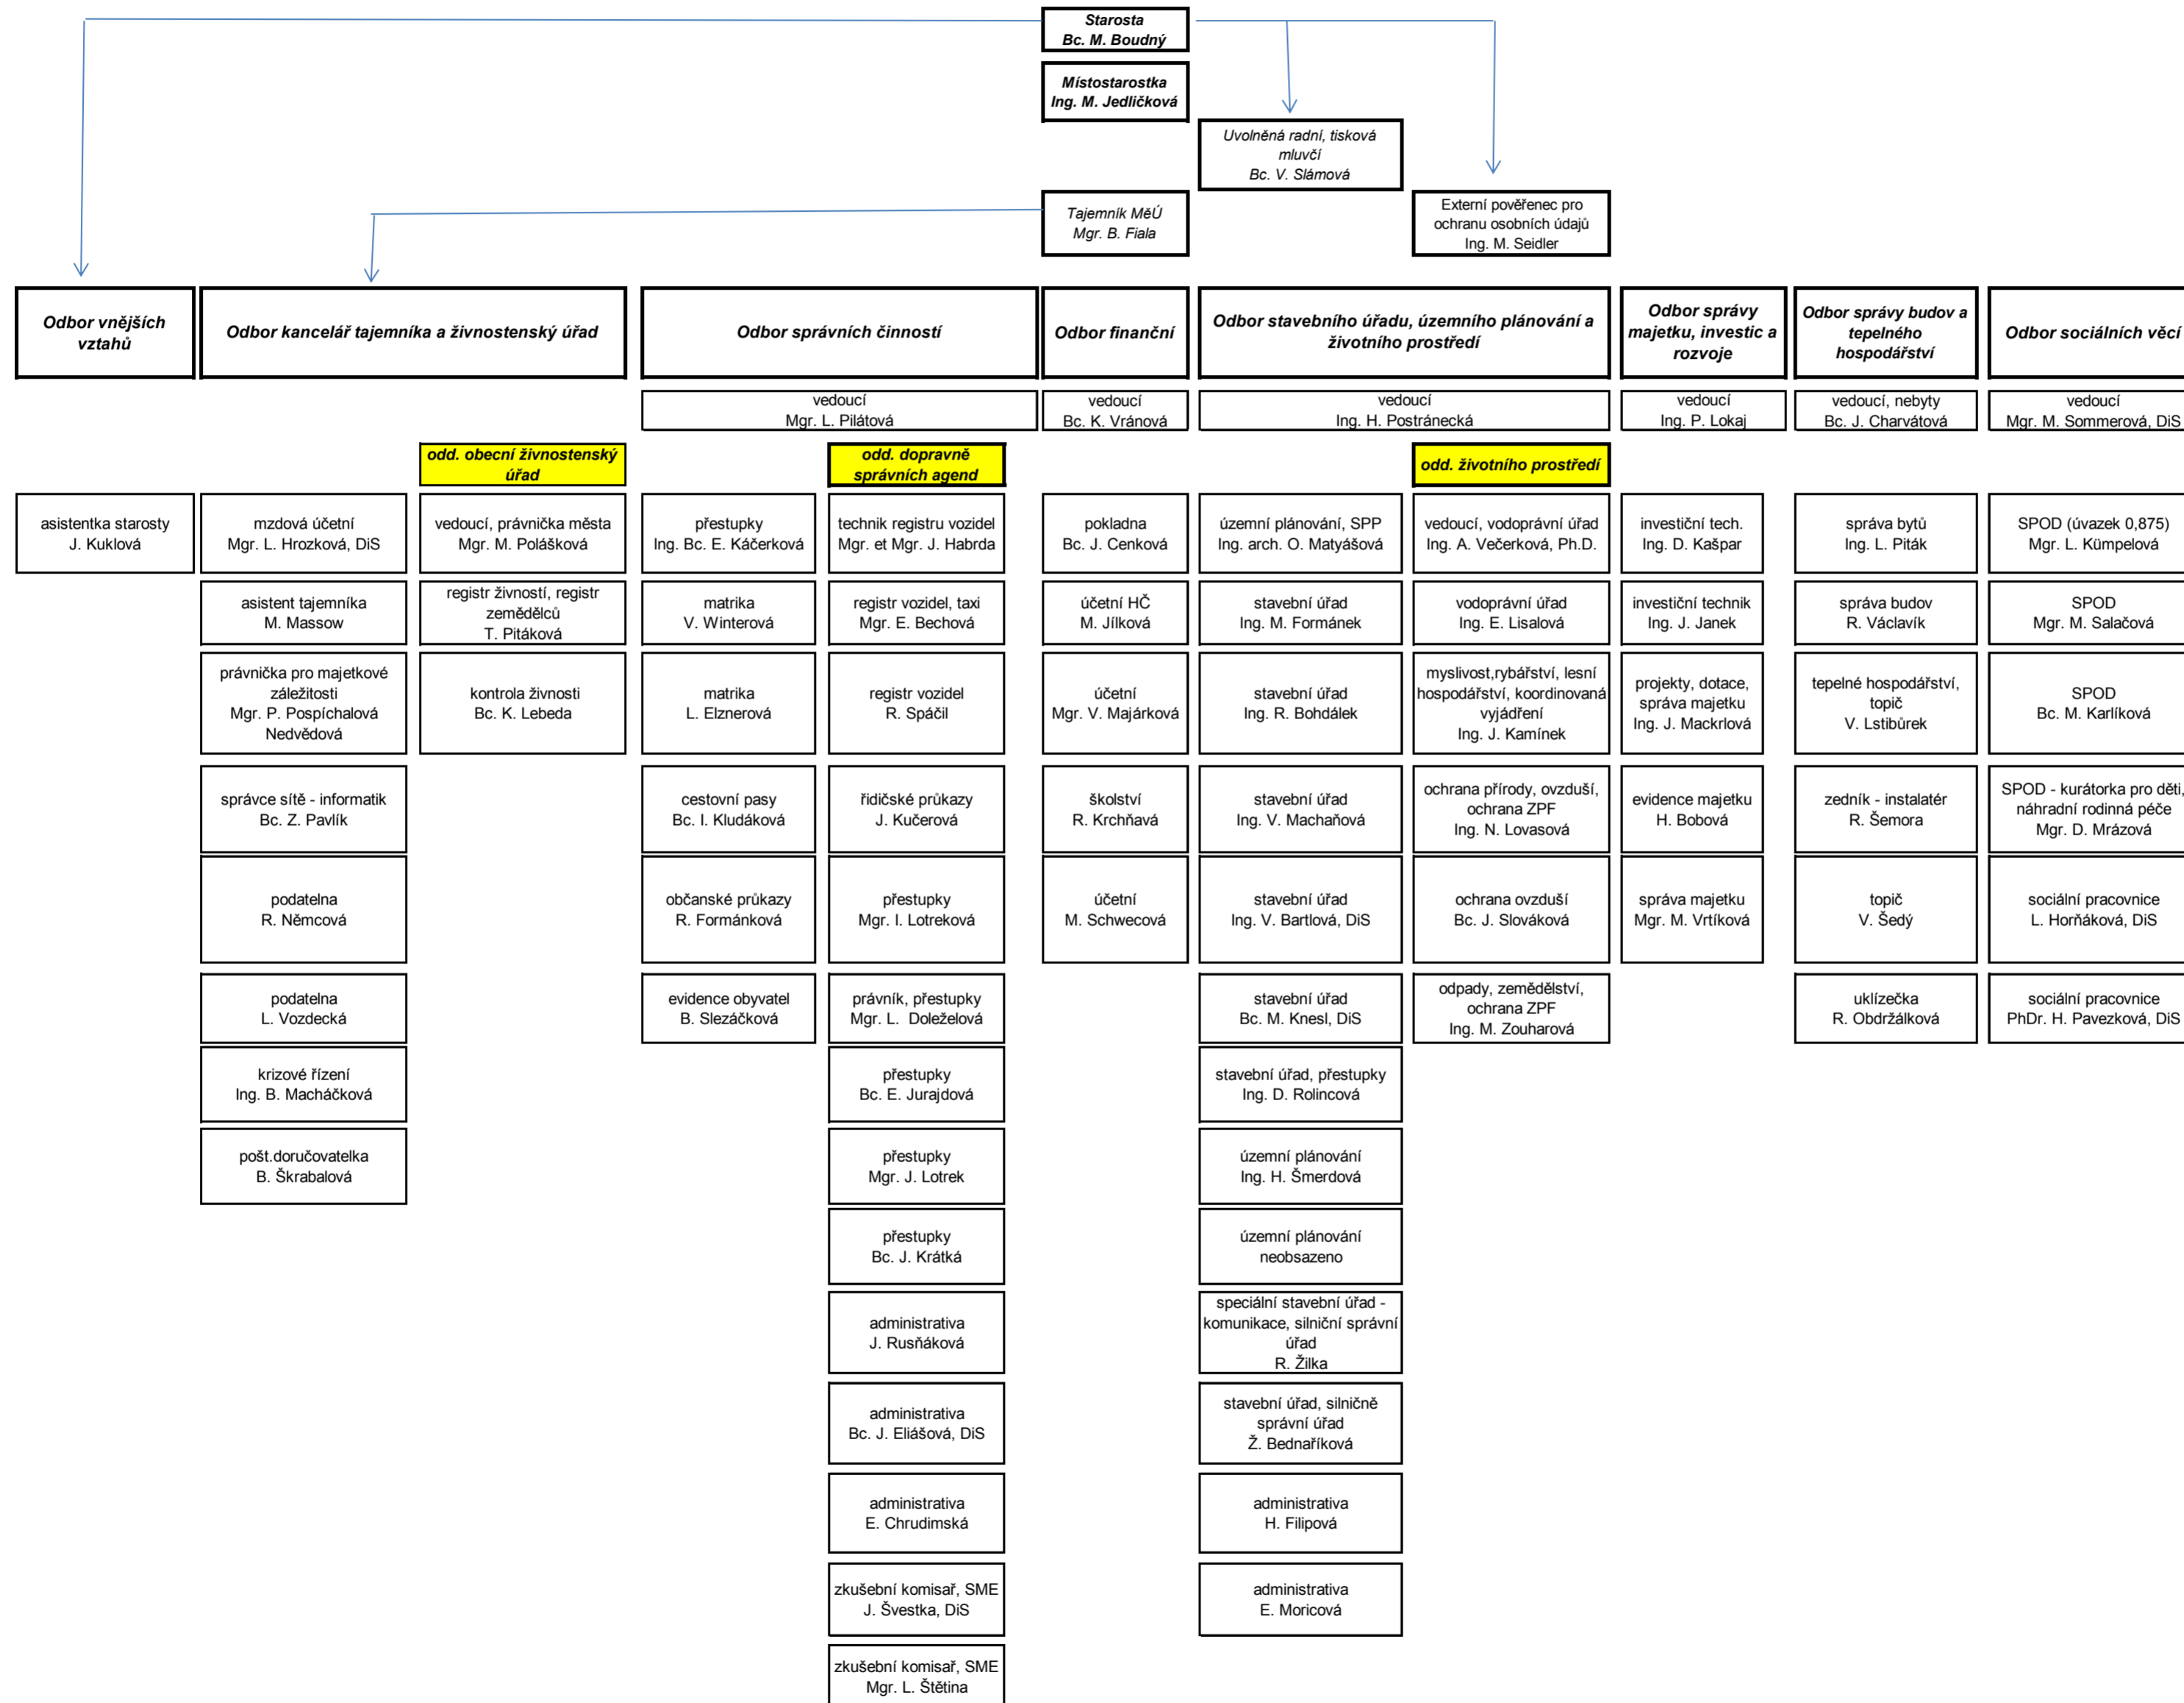 Starosta
Bc. M. Boudný
Místostarostka
Ing. M. Jedličková
Uvolněná radní, tisková
mluvčí
Bc. V. Slámová
Tajemník MěÚ
Mgr. B. Fiala
Externí pověřenec pro
ochranu osobních údajů
Ing. M. Seidler
Odbor vnějších
vztahů
Odbor kancelář tajemníka a živnostenský úřad
Odbor správních činností
Odbor finanční
Odbor stavebního úřadu, územního plánování a
životního prostředí
Odbor správy
majetku, investic a
rozvoje
Odbor správy budov a
tepelného
hospodářství
Odbor sociálních věcí
vedoucí
Mgr. L. Pilátová
vedoucí
Bc. K. Vránová
vedoucí
Ing. H. Postránecká
vedoucí
Ing. P. Lokaj
vedoucí, nebyty
Bc. J. Charvátová
vedoucí
Mgr. M. Sommerová, DiS
odd. obecní živnostenský
úřad
odd. dopravně
správních agend
odd. životního prostředí
asistentka starosty
J. Kuklová
mzdová účetní
Mgr. L. Hrozková, DiS
vedoucí, právnička města
Mgr. M. Polášková
přestupky
Ing. Bc. E. Káčerková
technik registru vozidel
Mgr. et Mgr. J. Habrda
pokladna
Bc. J. Cenková
územní plánování, SPP
Ing. arch. O. Matyášová
vedoucí, vodoprávní úřad
Ing. A. Večerková, Ph.D.
investiční tech.
Ing. D. Kašpar
správa bytů
Ing. L. Piták
SPOD (úvazek 0,875)
Mgr. L. Kümpelová
asistent tajemníka
M. Massow
registr živností, registr
zemědělců
T. Pitáková
matrika
V. Winterová
registr vozidel, taxi
Mgr. E. Bechová
účetní HČ
M. Jílková
stavební úřad
Ing. M. Formánek
vodoprávní úřad
Ing. E. Lisalová
investiční technik
Ing. J. Janek
správa budov
R. Václavík
SPOD
Mgr. M. Salačová
právnička pro majetkové
záležitosti
Mgr. P. Pospíchalová
Nedvědová
kontrola živnosti
Bc. K. Lebeda
matrika
L. Elznerová
registr vozidel
R. Spáčil
účetní
Mgr. V. Majárková
stavební úřad
Ing. R. Bohdálek
myslivost,rybářství, lesní
hospodářství, koordinovaná
vyjádření
Ing. J. Kamínek
projekty, dotace,
správa majetku
Ing. J. Mackrlová
tepelné hospodářství,
topič
V. Lstibůrek
SPOD
Bc. M. Karlíková
správce sítě - informatik
Bc. Z. Pavlík
cestovní pasy
Bc. I. Kludáková
řidičské průkazy
J. Kučerová
školství
R. Krchňavá
stavební úřad
Ing. V. Machaňová
ochrana přírody, ovzduší,
ochrana ZPF
Ing. N. Lovasová
evidence majetku
H. Bobová
zedník - instalatér
R. Šemora
SPOD - kurátorka pro děti,
náhradní rodinná péče
Mgr. D. Mrázová
podatelna
R. Němcová
občanské průkazy
R. Formánková
přestupky
Mgr. I. Lotreková
účetní
M. Schwecová
stavební úřad
Ing. V. Bartlová, DiS
ochrana ovzduší
Bc. J. Slováková
správa majetku
Mgr. M. Vrtíková
topič
V. Šedý
sociální pracovnice
L. Horňáková, DiS
podatelna
L. Vozdecká
evidence obyvatel
B. Slezáčková
právník, přestupky
Mgr. L. Doleželová
stavební úřad
Bc. M. Knesl, DiS
odpady, zemědělství,
ochrana ZPF
Ing. M. Zouharová
uklízečka
R. Obdržálková
sociální pracovnice
PhDr. H. Pavezková, DiS
krizové řízení
Ing. B. Macháčková
přestupky
Bc. E. Jurajdová
stavební úřad, přestupky
Ing. D. Rolincová
pošt.doručovatelka
B. Škrabalová
přestupky
Mgr. J. Lotrek
územní plánování
Ing. H. Šmerdová
přestupky
Bc. J. Krátká
územní plánování
neobsazeno
administrativa
J. Rusňáková
speciální stavební úřad -
komunikace, silniční správní
úřad
R. Žilka
administrativa
Bc. J. Eliášová, DiS
stavební úřad, silničně
správní úřad
Ž. Bednaříková
administrativa
E. Chrudimská
administrativa
H. Filipová
zkušební komisař, SME
J. Švestka, DiS
administrativa
E. Moricová
zkušební komisař, SME
Mgr. L. Štětina